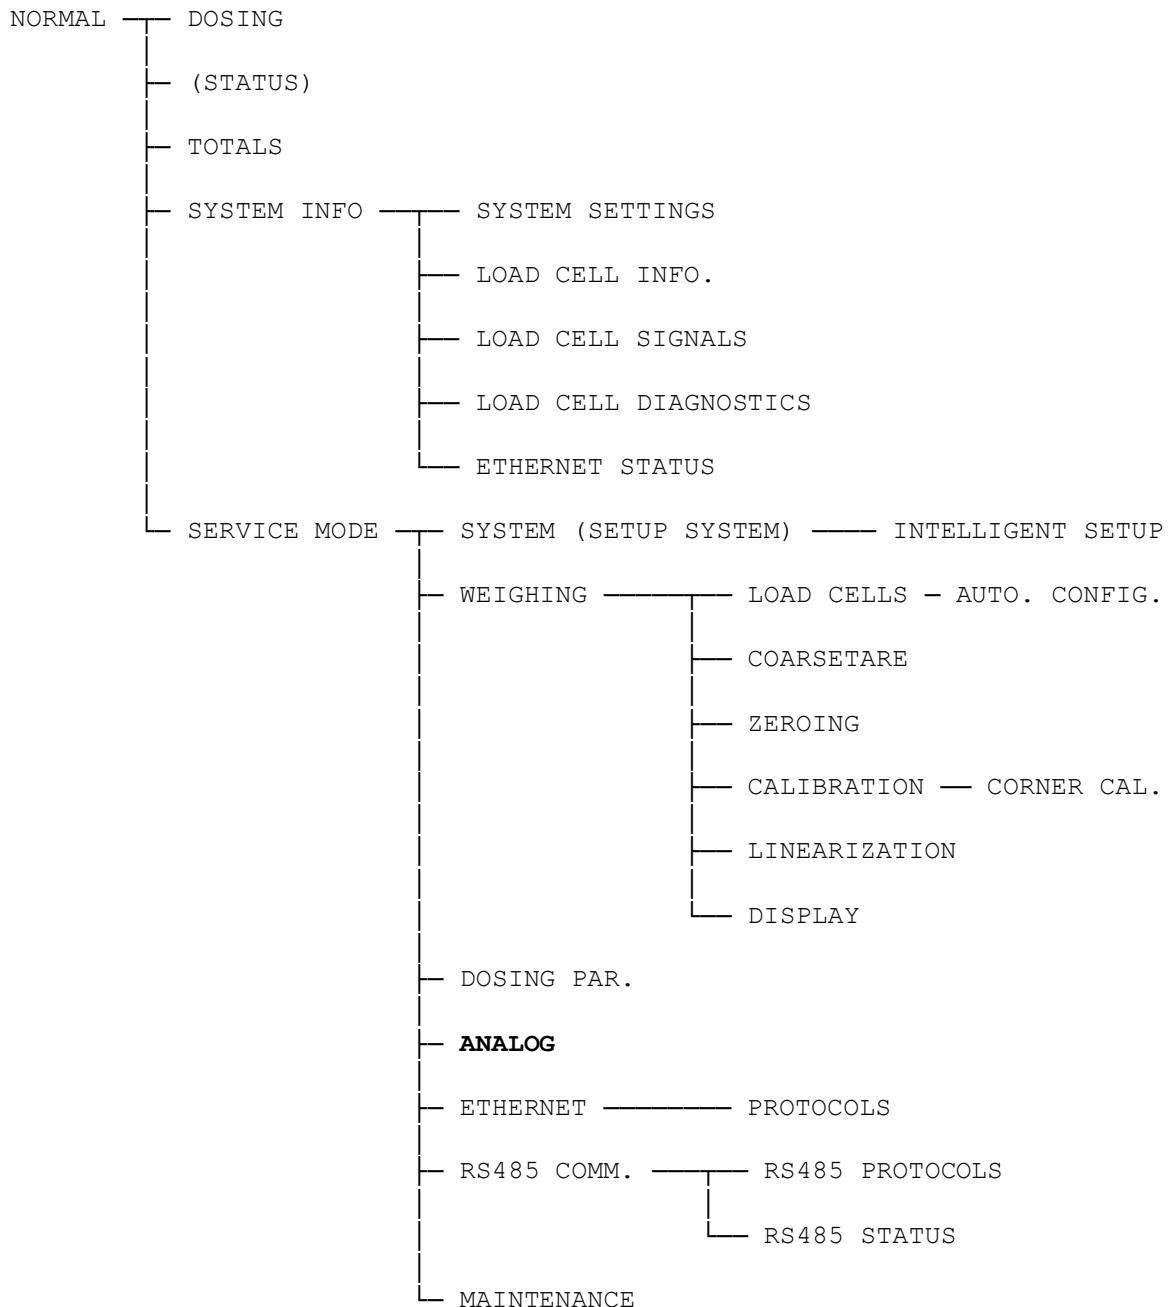 NORMAL DOSING
(STATUS)
TOTALS
SYSTEM INFO SYSTEM SETTINGS
LOAD CELL INFO.
LOAD CELL SIGNALS
LOAD CELL DIAGNOSTICS
ETHERNET STATUS
SERVICE MODE SYSTEM (SETUP SYSTEM) INTELLIGENT SETUP
WEIGHING LOAD CELLS AUTO. CONFIG.
COARSETARE
ZEROING
CALIBRATION CORNER CAL.
LINEARIZATION
DISPLAY
DOSING PAR.
ANALOG
ETHERNET PROTOCOLS
RS485 COMM. RS485 PROTOCOLS
RS485 STATUS
MAINTENANCE